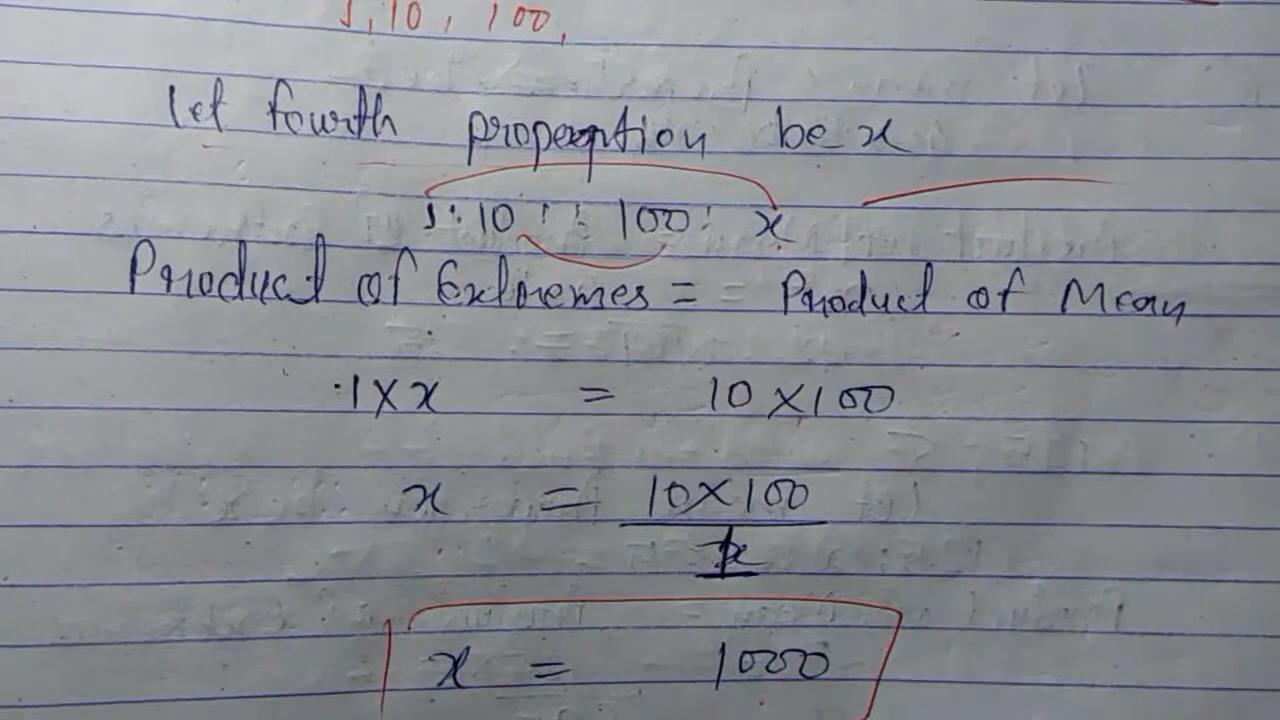 1, 10, 100,
Let fourth proportion be x
1 : 10 : : 100 : x
Product of Extremes = = Product of Mean
1 × x = 10 × 100
x = 10 × 100
1
x = 1000